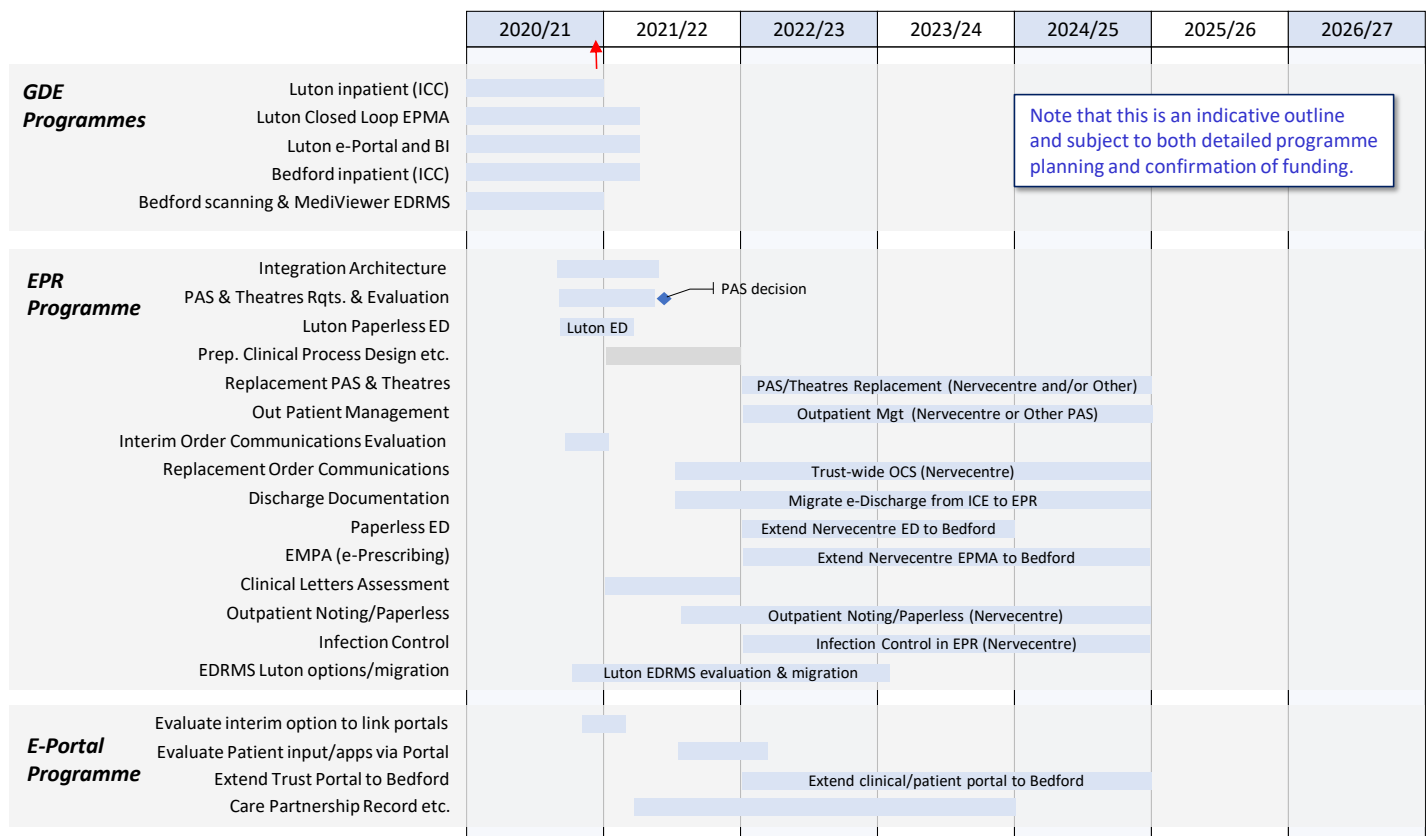 2020/21 2021/22 2022/23 2023/24 2024/25 2025/26 2026/27
GDE
Programmes
Luton inpatient (ICC)
Luton Closed Loop EPMA
Luton e-Portal and BI
Bedford inpatient (ICC)
Bedford scanning & MediViewer EDRMS
Note that this is an indicative outline
and subject to both detailed programme
planning and confirmation of funding.
EPR
Programme
Integration Architecture
PAS & Theatres Rqts. & Evaluation PAS decision
Luton Paperless ED Luton ED
Prep. Clinical Process Design etc.
Replacement PAS & Theatres PAS/Theatres Replacement (Nervecentre and/or Other)
Out Patient Management Outpatient Mgt (Nervecentre or Other PAS)
Interim Order Communications Evaluation
Replacement Order Communications Trust-wide OCS (Nervecentre)
Discharge Documentation Migrate e-Discharge from ICE to EPR
Paperless ED Extend Nervecentre ED to Bedford
EMPA (e-Prescribing) Extend Nervecentre EPMA to Bedford
Clinical Letters Assessment
Outpatient Noting/Paperless Outpatient Noting/Paperless (Nervecentre)
Infection Control Infection Control in EPR (Nervecentre)
EDRMS Luton options/migration Luton EDRMS evaluation & migration
E-Portal
Programme
Evaluate interim option to link portals
Evaluate Patient input/apps via Portal
Extend Trust Portal to Bedford Extend clinical/patient portal to Bedford
Care Partnership Record etc.